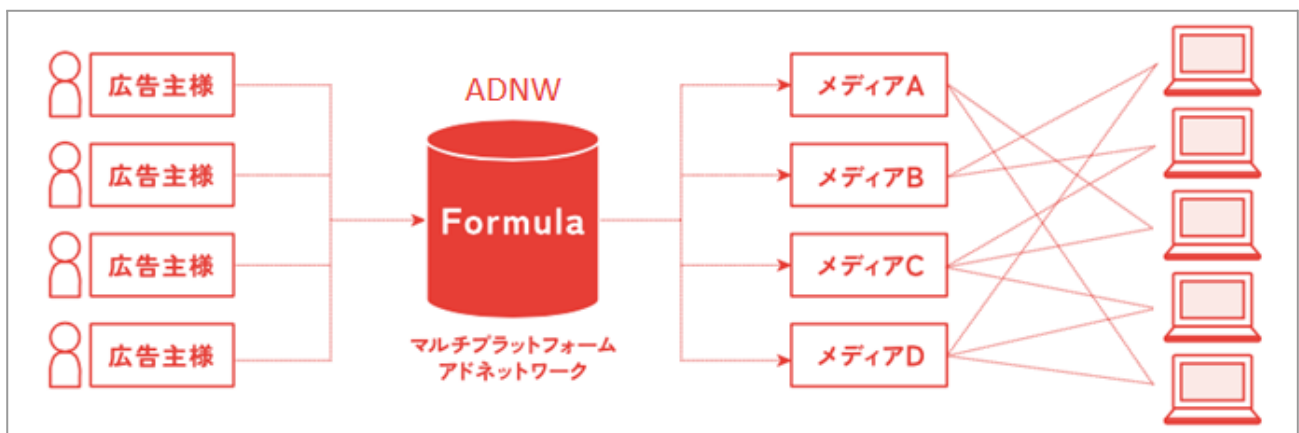 広告主様
広告主様
広告主様
広告主様
ADNW
Formula
マルチプラットフォーム
アドネットワーク
メディアA
メディアB
メディアC
メディアD